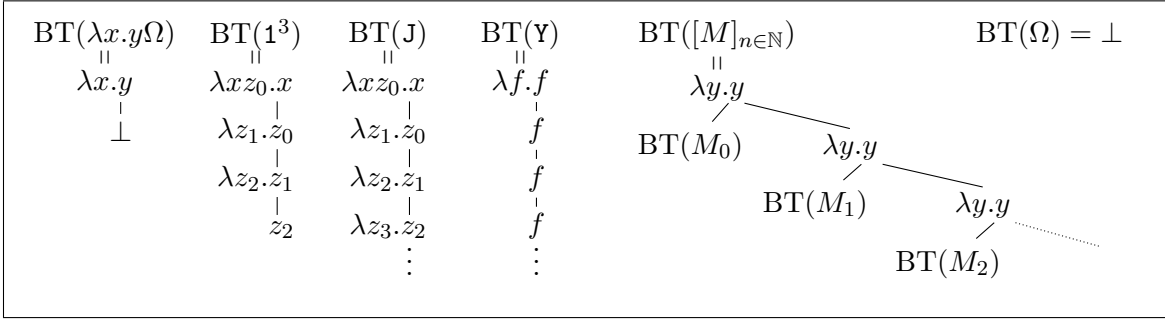 BT(λx.yΩ) BT(1³) BT(J) BT(Y) BT([M]ₙ∈ℕ) BT(Ω) = ⊥
|| || || || ||
λx.y λxz₀.x λxz₀.x λf.f λy.y
⊥ λz₁.z₀ λz₁.z₀ f BT(M₀) λy.y
λz₂.z₁ λz₂.z₁ f BT(M₁) λy.y
z₂ λz₃.z₂ f BT(M₂)
⋮ ⋮